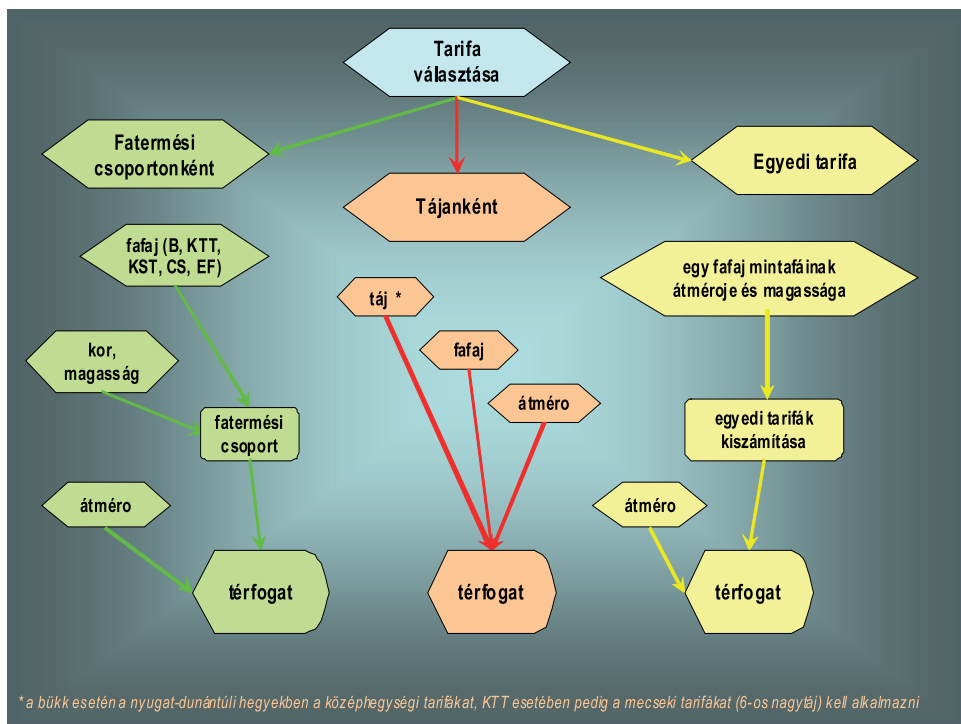 Tarifa
választása
Fatermési
csoportonként
Tájanként
Egyedi tarifa
fafaj (B, KTT,
KST, CS, EF)
kor,
magasság
fatermési
csoport
átméro
térfogat
táj *
fafaj
átméro
térfogat
egy fafaj mintafáinak
átméroje és magassága
egyedi tarifák
kiszámítása
átméro
térfogat
* a bükk esetén a nyugat-dunántúli hegyekben a középhegységi tarifákat, KTT esetében pedig a mecseki tarifákat (6-os nagytáj) kell alkalmazni